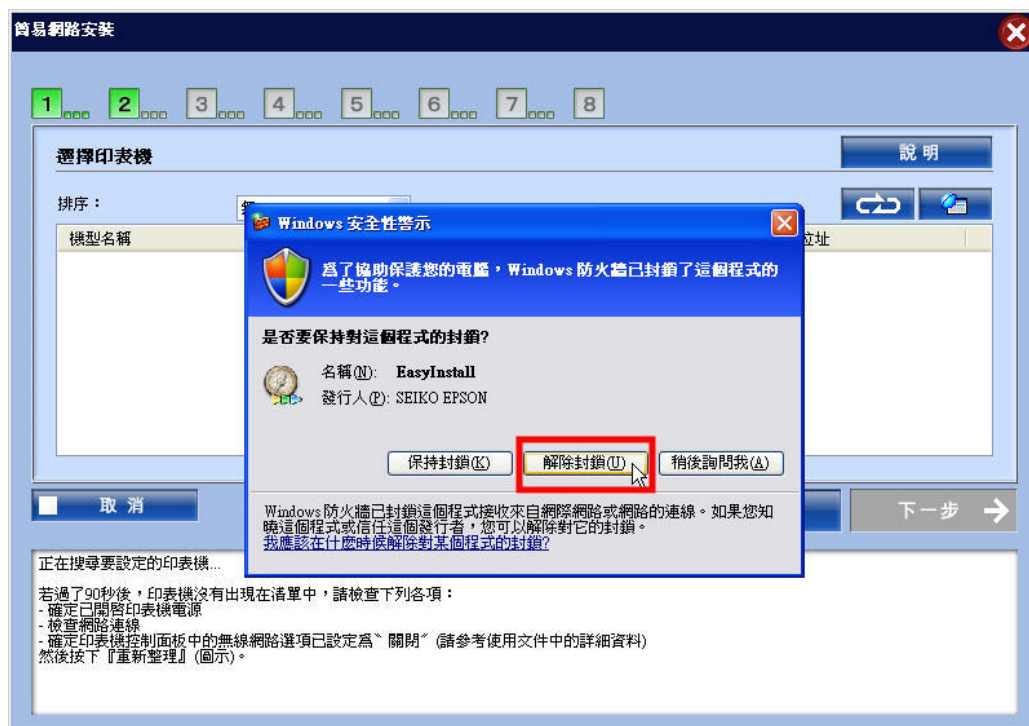 簡易網路安裝
1 2 3 4 5 6 7 8
選擇印表機
說明
排序：
機型名稱
位址
Windows 安全性警示
為了協助保護您的電腦，Windows 防火牆已封鎖了這個程式的
一些功能。
是否要保持對這個程式的封鎖?
名稱(N): EasyInstall
發行人(P): SEIKO EPSON
保持封鎖(K) 解除封鎖(U) 稍後詢問我(A)
Windows 防火牆已封鎖這個程式接收來自網際網路或網路的連線。如果您知
曉這個程式或信任這個發行者，您可以解除對它的封鎖。
我應該在什麼時候解除對某個程式的封鎖?
取消
下一步
正在搜尋要設定的印表機...
若過了90秒後，印表機沒有出現在清單中，請檢查下列各項：
- 確定已開啓印表機電源
- 檢查網路連線
- 確定印表機控制面板中的無線網路選項已設定為〝關閉〞(請參考使用文件中的詳細資料)
然後按下『重新整理』(圖示)。